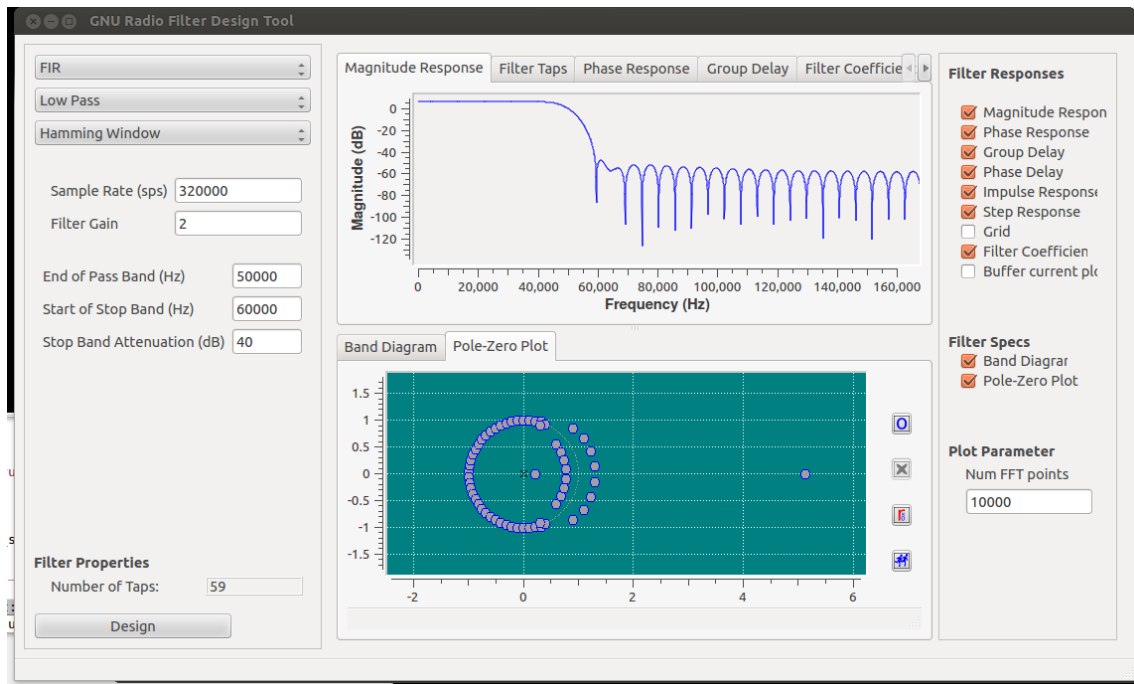 GNU Radio Filter Design Tool
FIR
Low Pass
Hamming Window
Sample Rate (sps) 320000
Filter Gain 2
End of Pass Band (Hz) 50000
Start of Stop Band (Hz) 60000
Stop Band Attenuation (dB) 40
Filter Properties
Number of Taps: 59
Design
Magnitude Response Filter Taps Phase Response Group Delay Filter Coefficie
Magnitude (dB)
0
-20
-40
-60
-80
-100
-120
0 20,000 40,000 60,000 80,000 100,000 120,000 140,000 160,000
Frequency (Hz)
Band Diagram Pole-Zero Plot
1.5
1
0.5
0
-0.5
-1
-1.5
-2 0 2 4 6
Filter Responses
Magnitude Respon
Phase Response
Group Delay
Phase Delay
Impulse Response
Step Response
Grid
Filter Coefficien
Buffer current plo
Filter Specs
Band Diagrar
Pole-Zero Plot
Plot Parameter
Num FFT points
10000